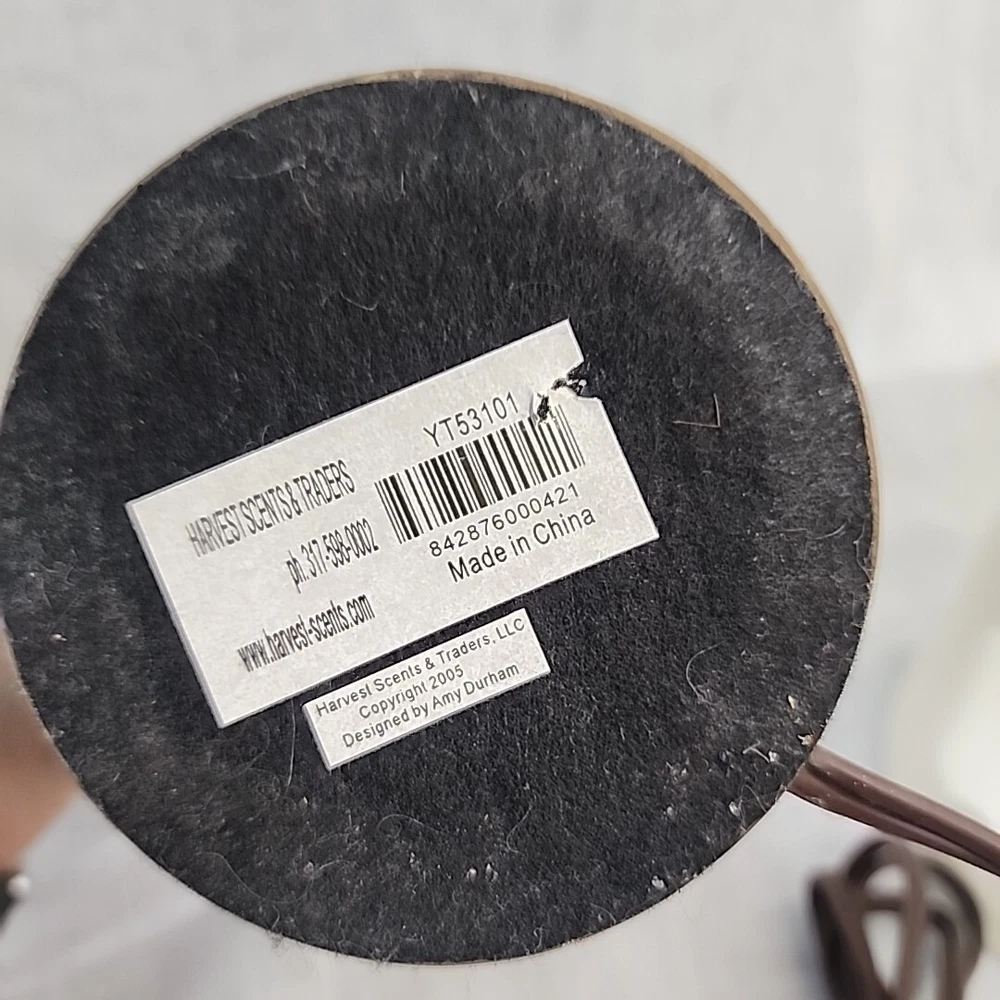 HARVEST SCENTS & TRADERS
ph. 317-598-0002
www.harvest-scents.com
YT53101
842876000421
Made in China
Harvest Scents & Traders, LLC
Copyright 2005
Designed by Amy Durham